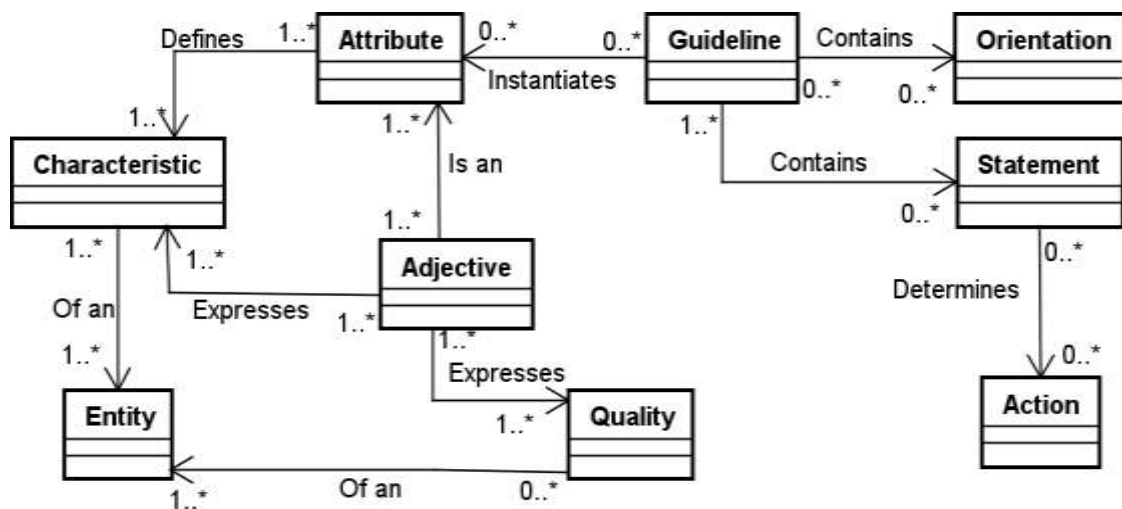 1..* Attribute 0..* 0..* Guideline Contains Orientation
Defines
Instantiates 0..* 0..*
1..* 1..* 1..*
Characteristic Is an Contains Statement
0..*
1..* 1..* 1..* Adjective 0..*
Of an Expresses 1..* Determines
1..* 1..* 0..*
Expresses
Entity 1..* Quality Action
1..* Of an 0..*